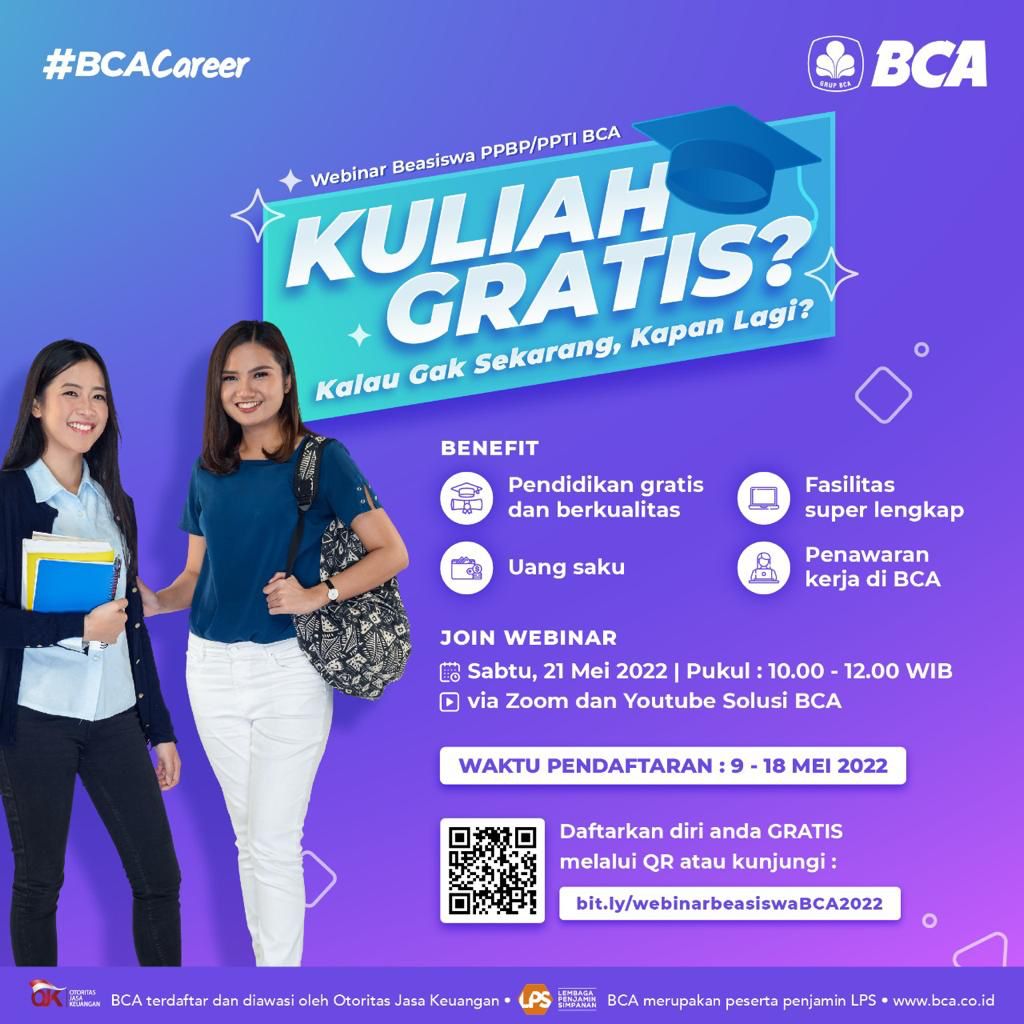 #BCACareer
GRUP BCA
BCA
Webinar Beasiswa PPBP/PPTI BCA
KULIAH
GRATIS?
Kalau Gak Sekarang, Kapan Lagi?
BENEFIT
Pendidikan gratis
dan berkualitas
Fasilitas
super lengkap
Uang saku
Penawaran
kerja di BCA
JOIN WEBINAR
Sabtu, 21 Mei 2022 | Pukul : 10.00 - 12.00 WIB
via Zoom dan Youtube Solusi BCA
WAKTU PENDAFTARAN : 9 - 18 MEI 2022
Daftarkan diri anda GRATIS
melalui QR atau kunjungi :
bit.ly/webinarbeasiswaBCA2022
OJK OTORITAS
JASA
KEUANGAN
BCA terdaftar dan diawasi oleh Otoritas Jasa Keuangan •
LPS LEMBAGA
PENJAMIN
SIMPANAN
BCA merupakan peserta penjamin LPS • www.bca.co.id